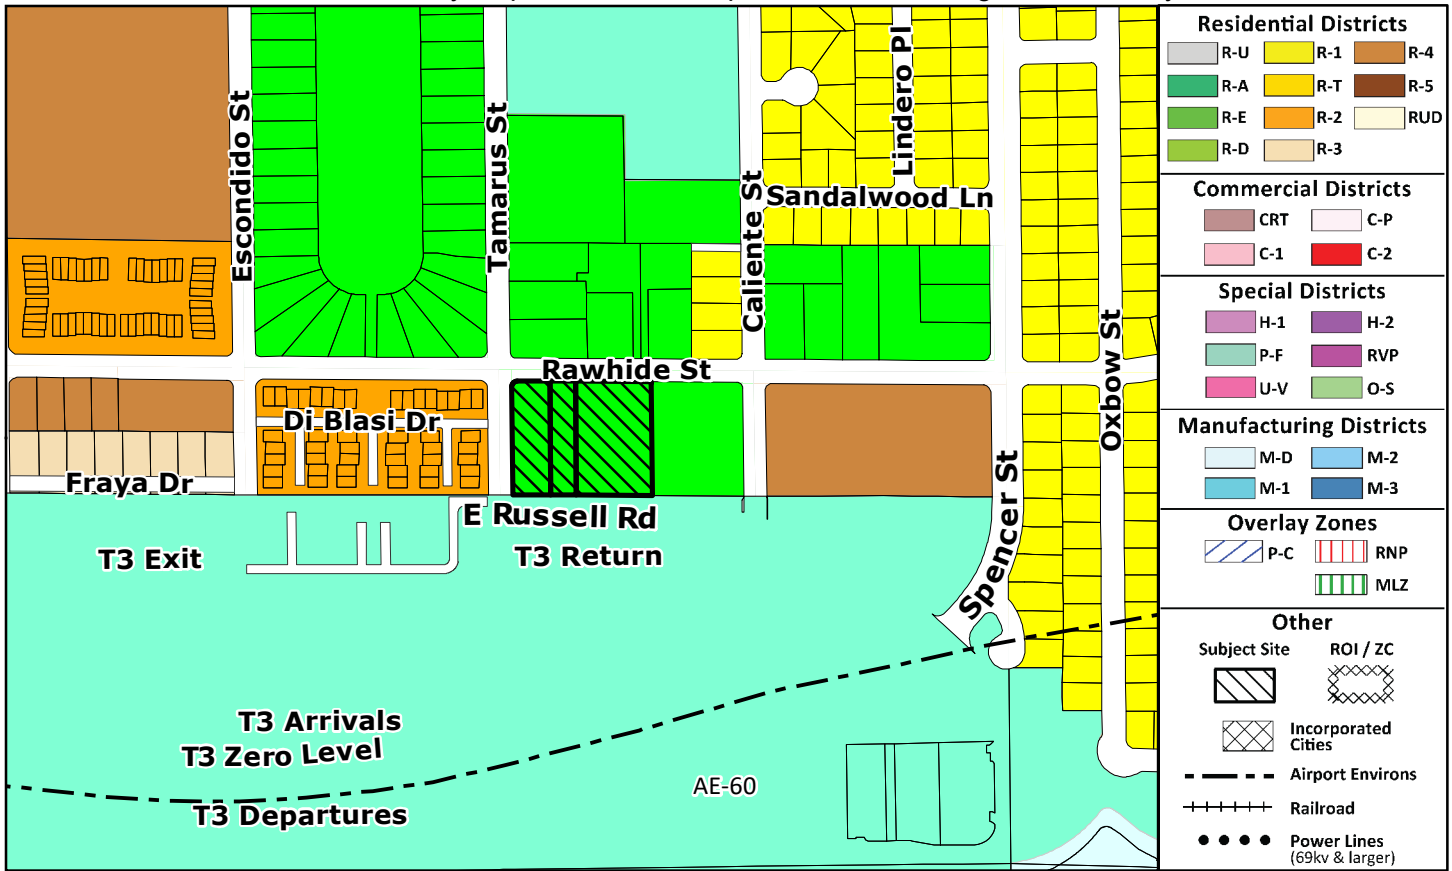 Escondido St
Tamarus St
Caliente St
Lindero Pl
Sandalwood Ln
Oxbow St
Rawhide St
Di Blasi Dr
Fraya Dr
Spencer St
E Russell Rd
T3 Exit
T3 Return
T3 Arrivals
T3 Zero Level
T3 Departures
AE-60
Residential Districts
R-U R-1 R-4
R-A R-T R-5
R-E R-2 RUD
R-D R-3
Commercial Districts
CRT C-P
C-1 C-2
Special Districts
H-1 H-2
P-F RVP
U-V O-S
Manufacturing Districts
M-D M-2
M-1 M-3
Overlay Zones
P-C RNP
MLZ
Other
Subject Site ROI / ZC
Incorporated
Cities
Airport Environs
Railroad
Power Lines
(69kv & larger)